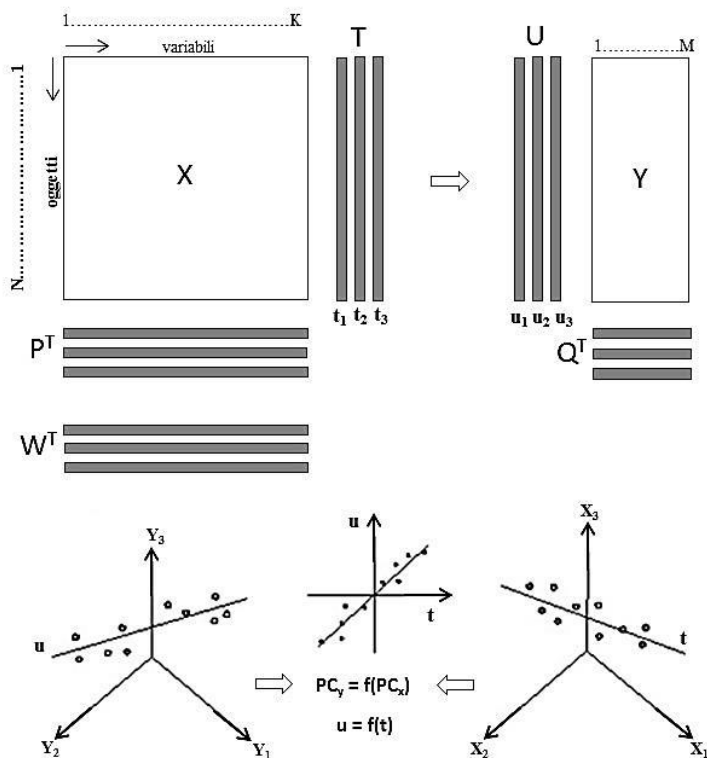 1..............................K
variabili
T
U
1..............M
N..................1
oggetti
X
Y
t1 t2 t3
u1 u2 u3
P^T
Q^T
W^T
Y3
u
Y2
Y1
u
t
PCy = f(PCx)
u = f(t)
X3
t
X2
X1